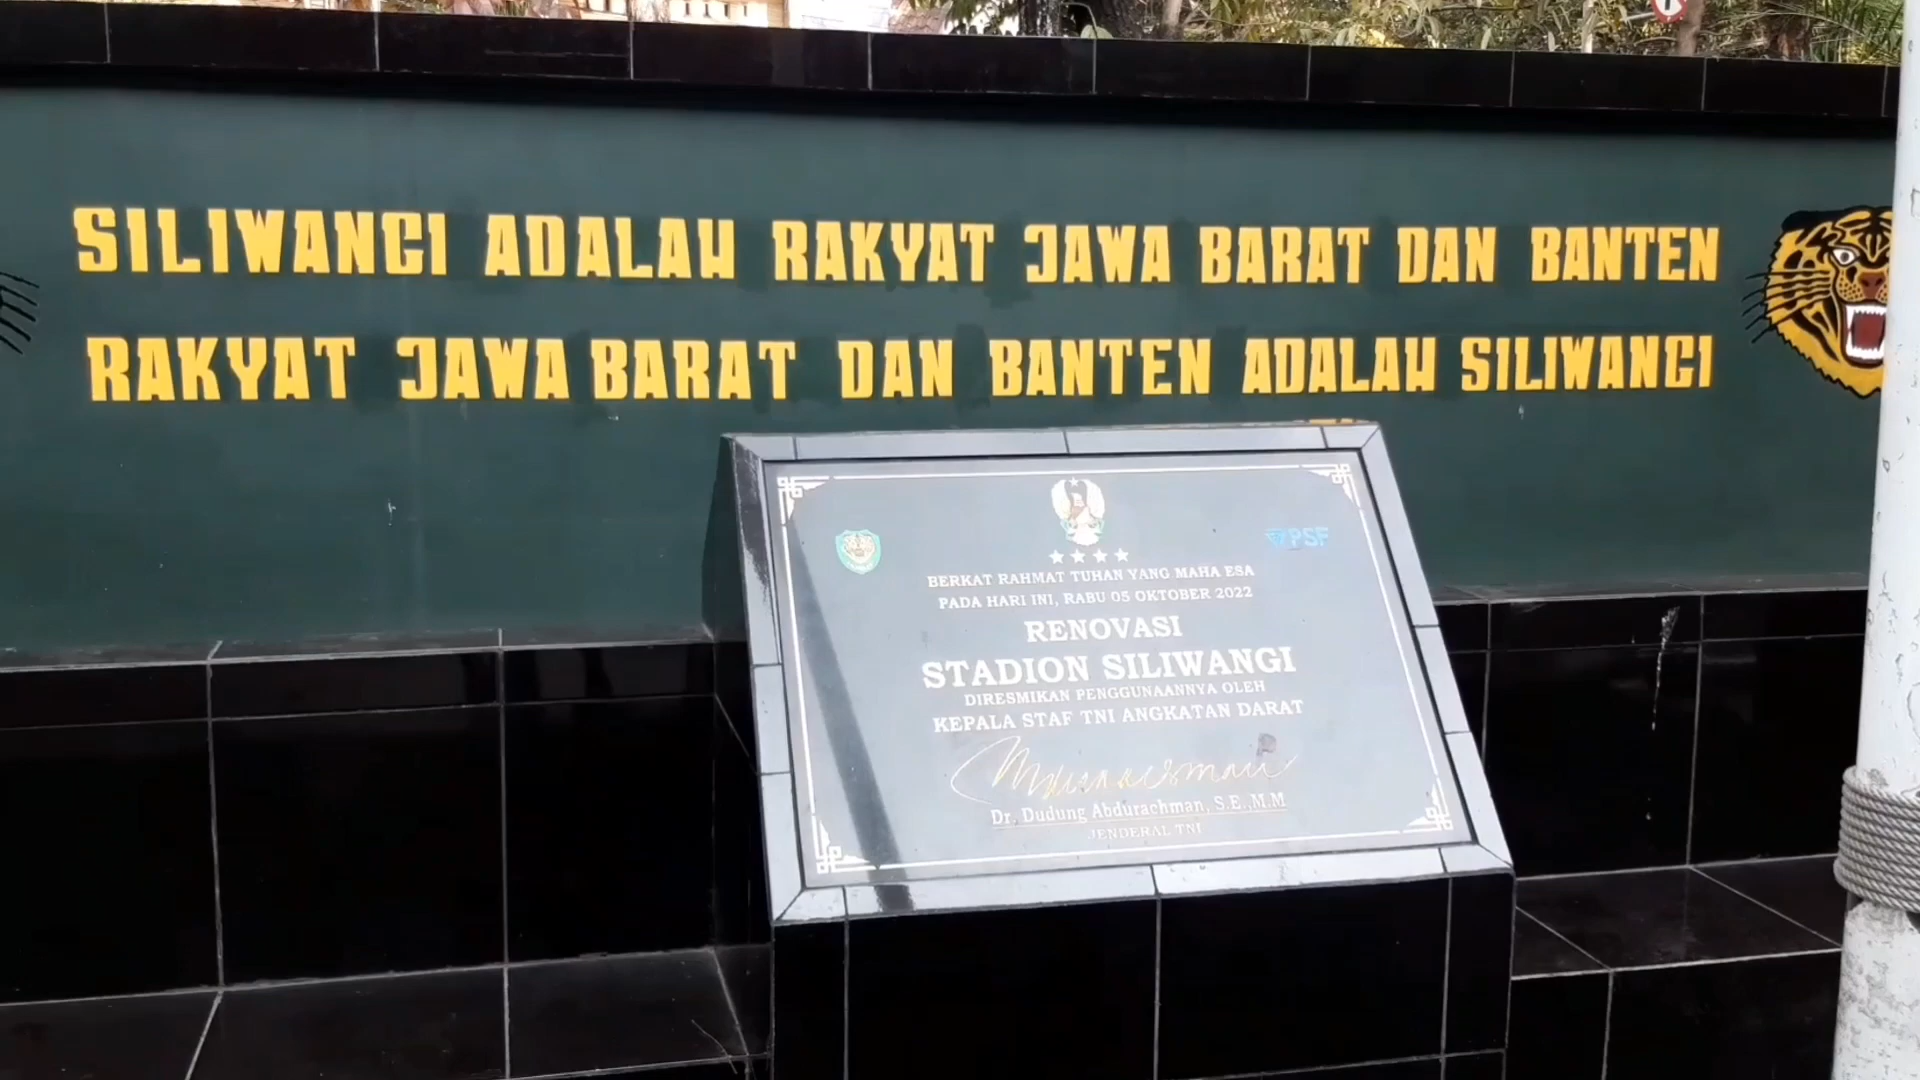 SILIWANGI ADALAH RAKYAT JAWA BARAT DAN BANTEN
RAKYAT JAWA BARAT DAN BANTEN ADALAH SILIWANGI
PSF
BERKAT RAHMAT TUHAN YANG MAHA ESA
PADA HARI INI, RABU 05 OKTOBER 2022
RENOVASI
STADION SILIWANGI
DIRESMIKAN PENGGUNAANNYA OLEH
KEPALA STAF TNI ANGKATAN DARAT
Dr. Dudung Abdurachman, S.E.,M.M
JENDERAL TNI